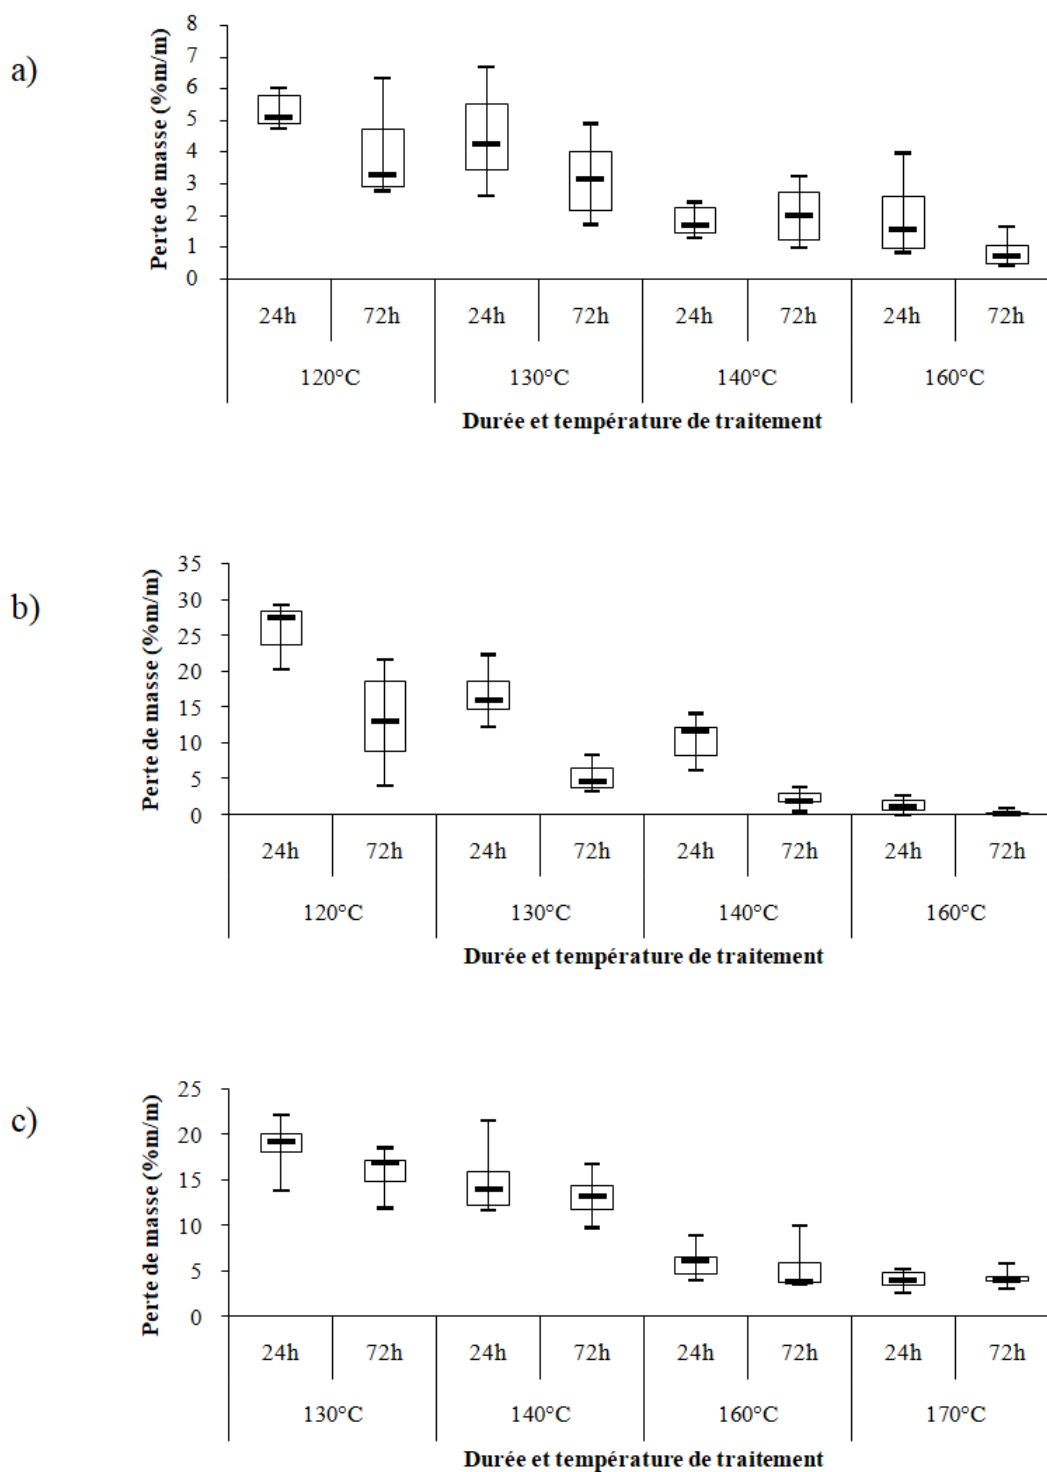 a)
Perte de masse (%m/m)
8
7
6
5
4
3
2
1
0
24h 72h 24h 72h 24h 72h 24h 72h
120°C 130°C 140°C 160°C
Durée et température de traitement
b)
Perte de masse (%m/m)
35
30
25
20
15
10
5
0
24h 72h 24h 72h 24h 72h 24h 72h
120°C 130°C 140°C 160°C
Durée et température de traitement
c)
Perte de masse (%m/m)
25
20
15
10
5
0
24h 72h 24h 72h 24h 72h 24h 72h
130°C 140°C 160°C 170°C
Durée et température de traitement